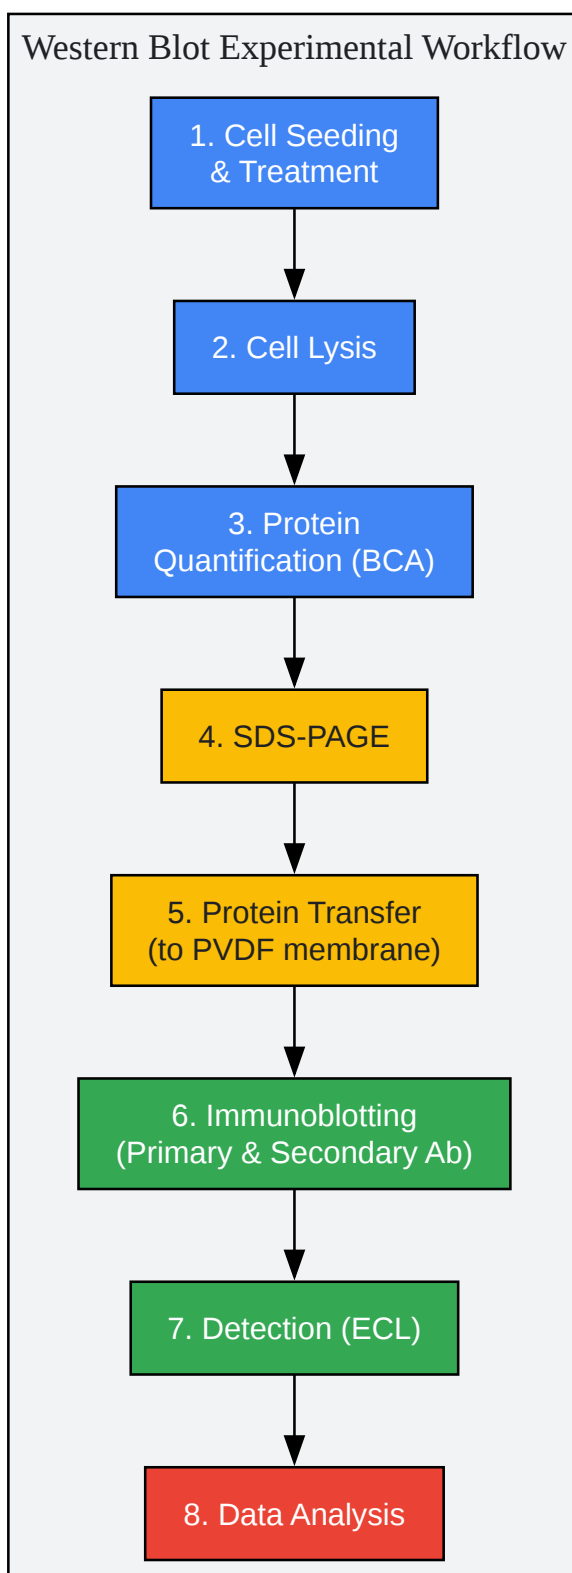 Western Blot Experimental Workflow
1. Cell Seeding
& Treatment
2. Cell Lysis
3. Protein
Quantification (BCA)
4. SDS-PAGE
5. Protein Transfer
(to PVDF membrane)
6. Immunoblotting
(Primary & Secondary Ab)
7. Detection (ECL)
8. Data Analysis